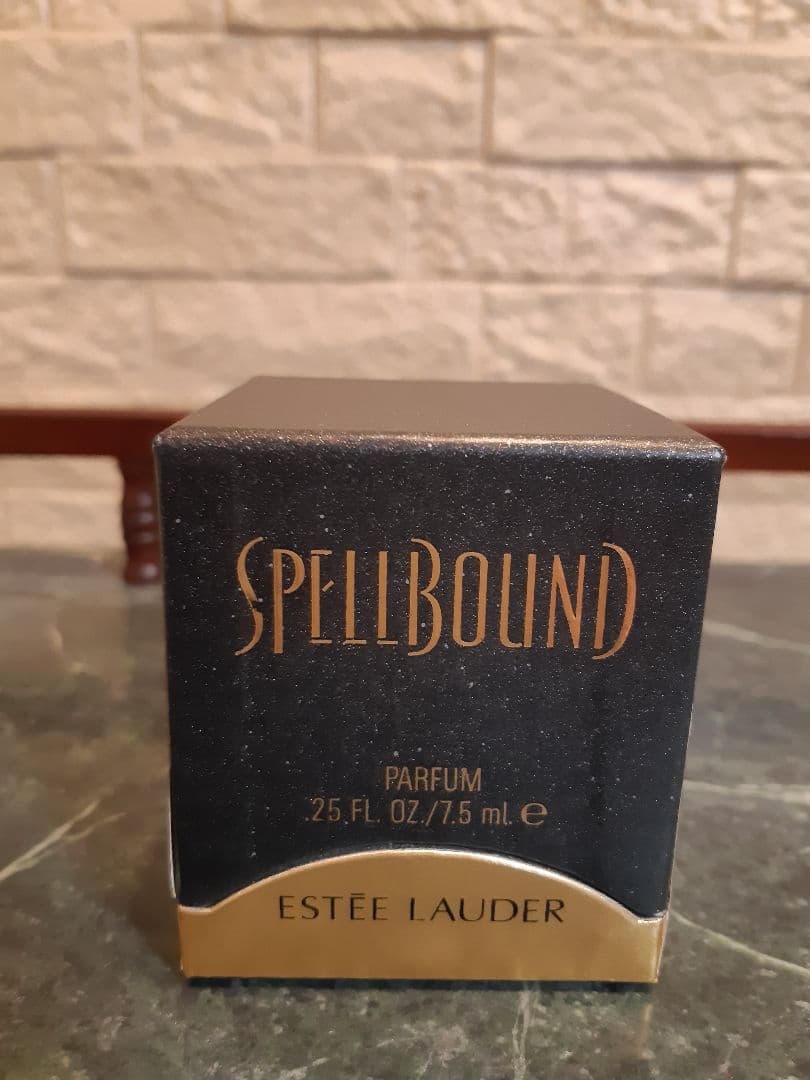 SPELLBOUND
PARFUM
.25 FL. OZ./7.5 ml. ℮
ESTĒE LAUDER